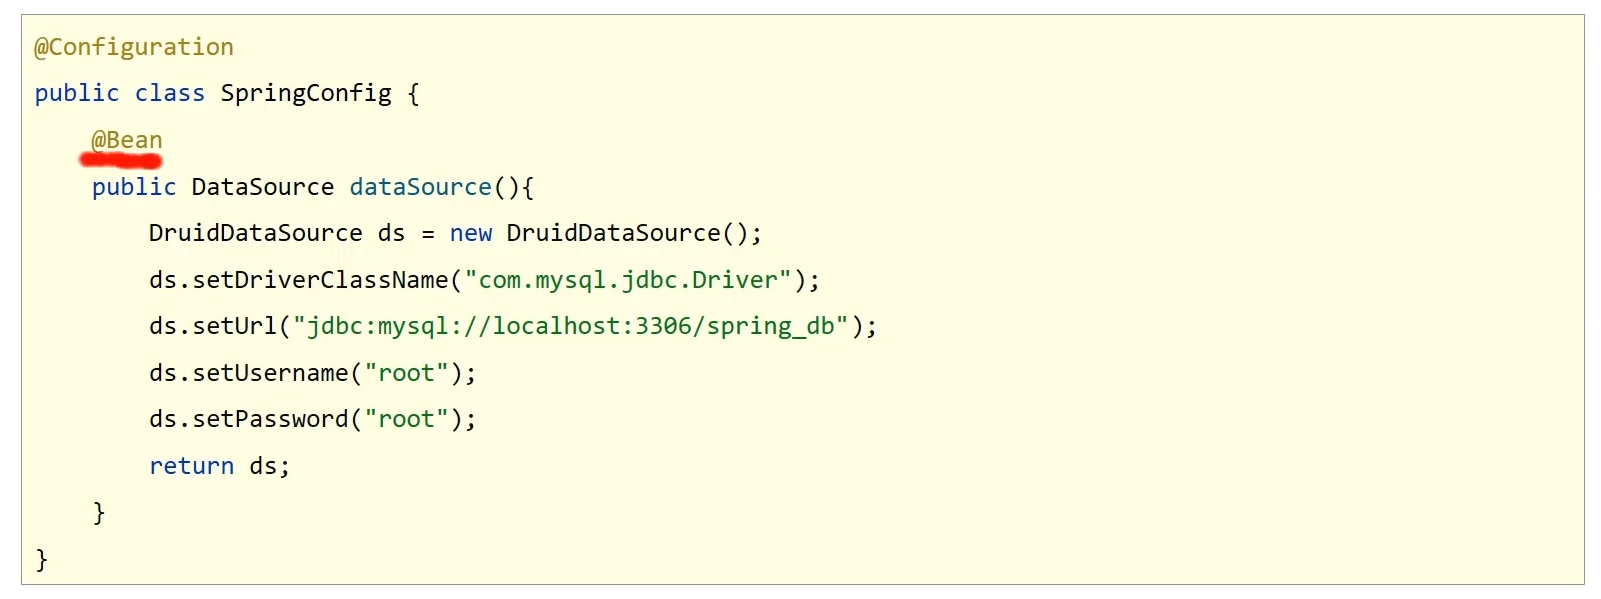 @Configuration
public class SpringConfig {
    @Bean
    public DataSource dataSource(){
        DruidDataSource ds = new DruidDataSource();
        ds.setDriverClassName("com.mysql.jdbc.Driver");
        ds.setUrl("jdbc:mysql://localhost:3306/spring_db");
        ds.setUsername("root");
        ds.setPassword("root");
        return ds;
    }
}